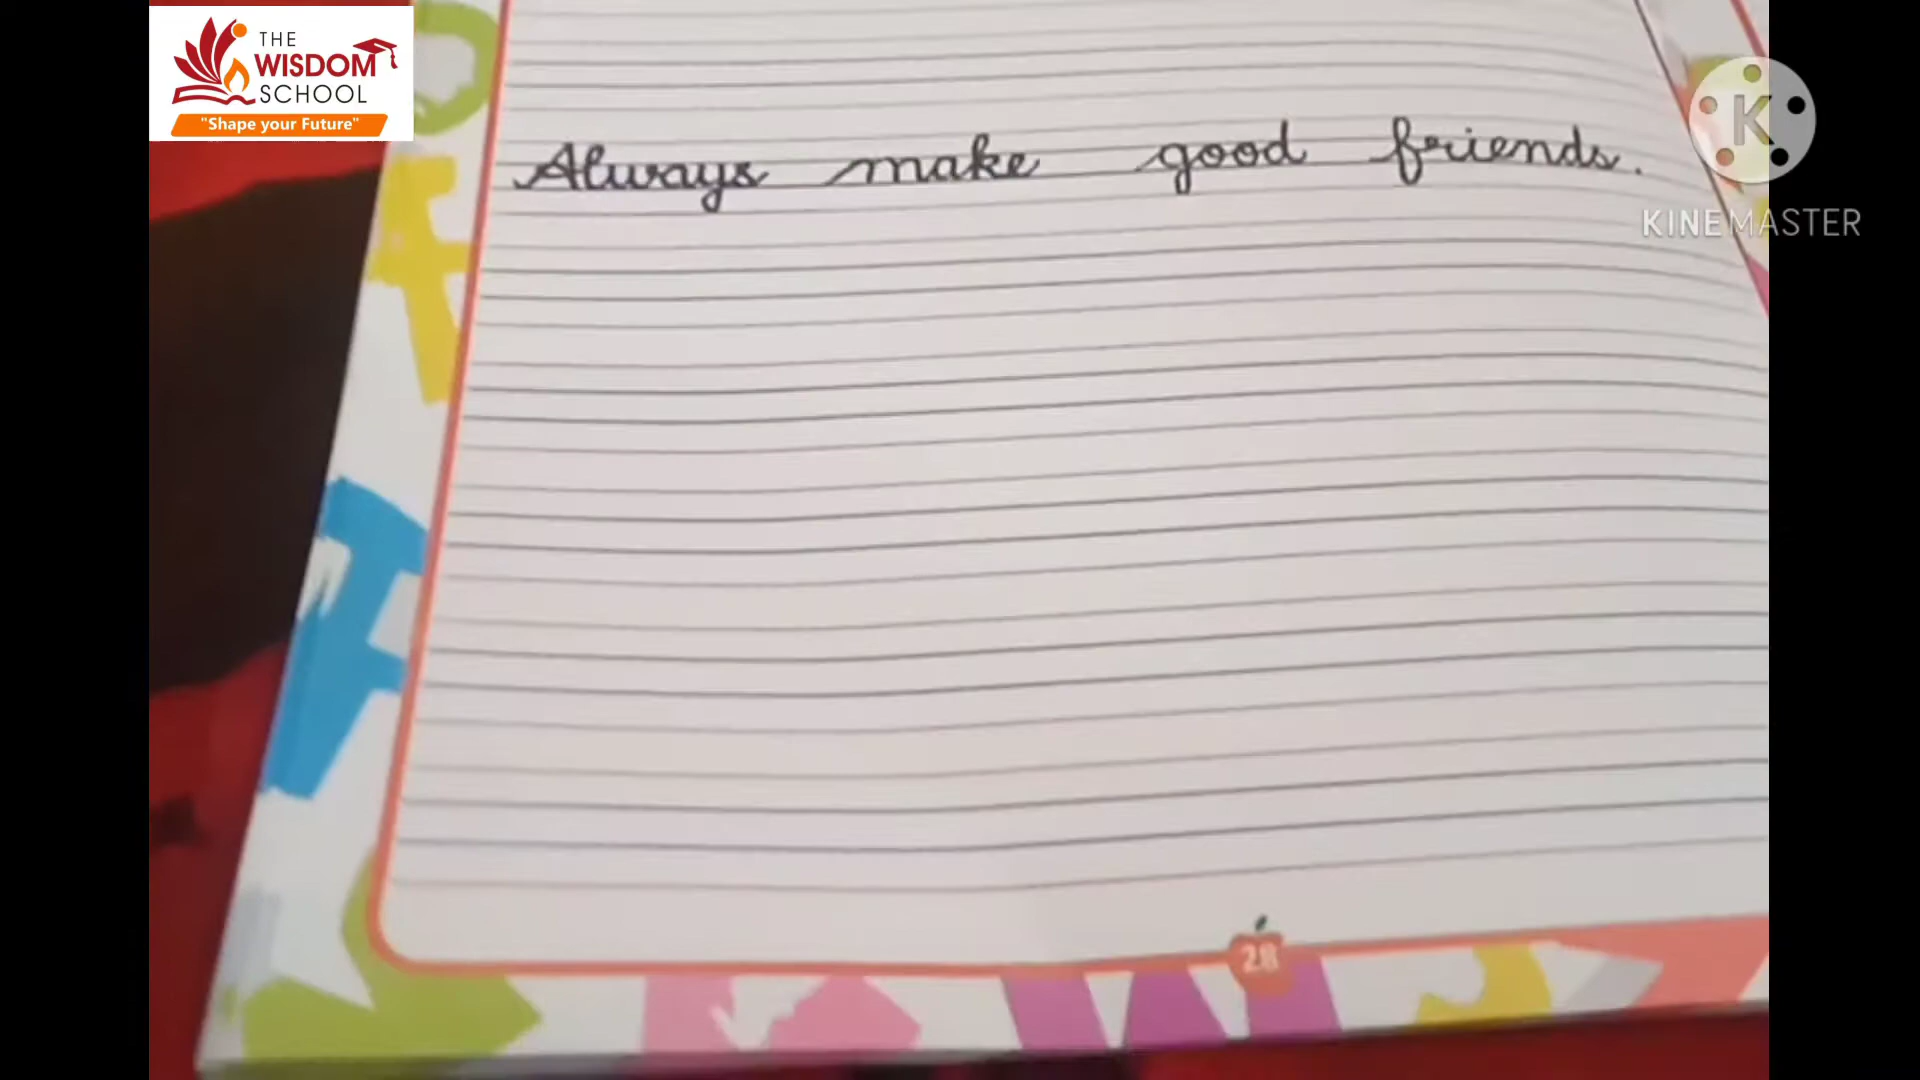 THE
WISDOM
SCHOOL
"Shape your Future"
Always make good friends.
K
KINEMASTER
28